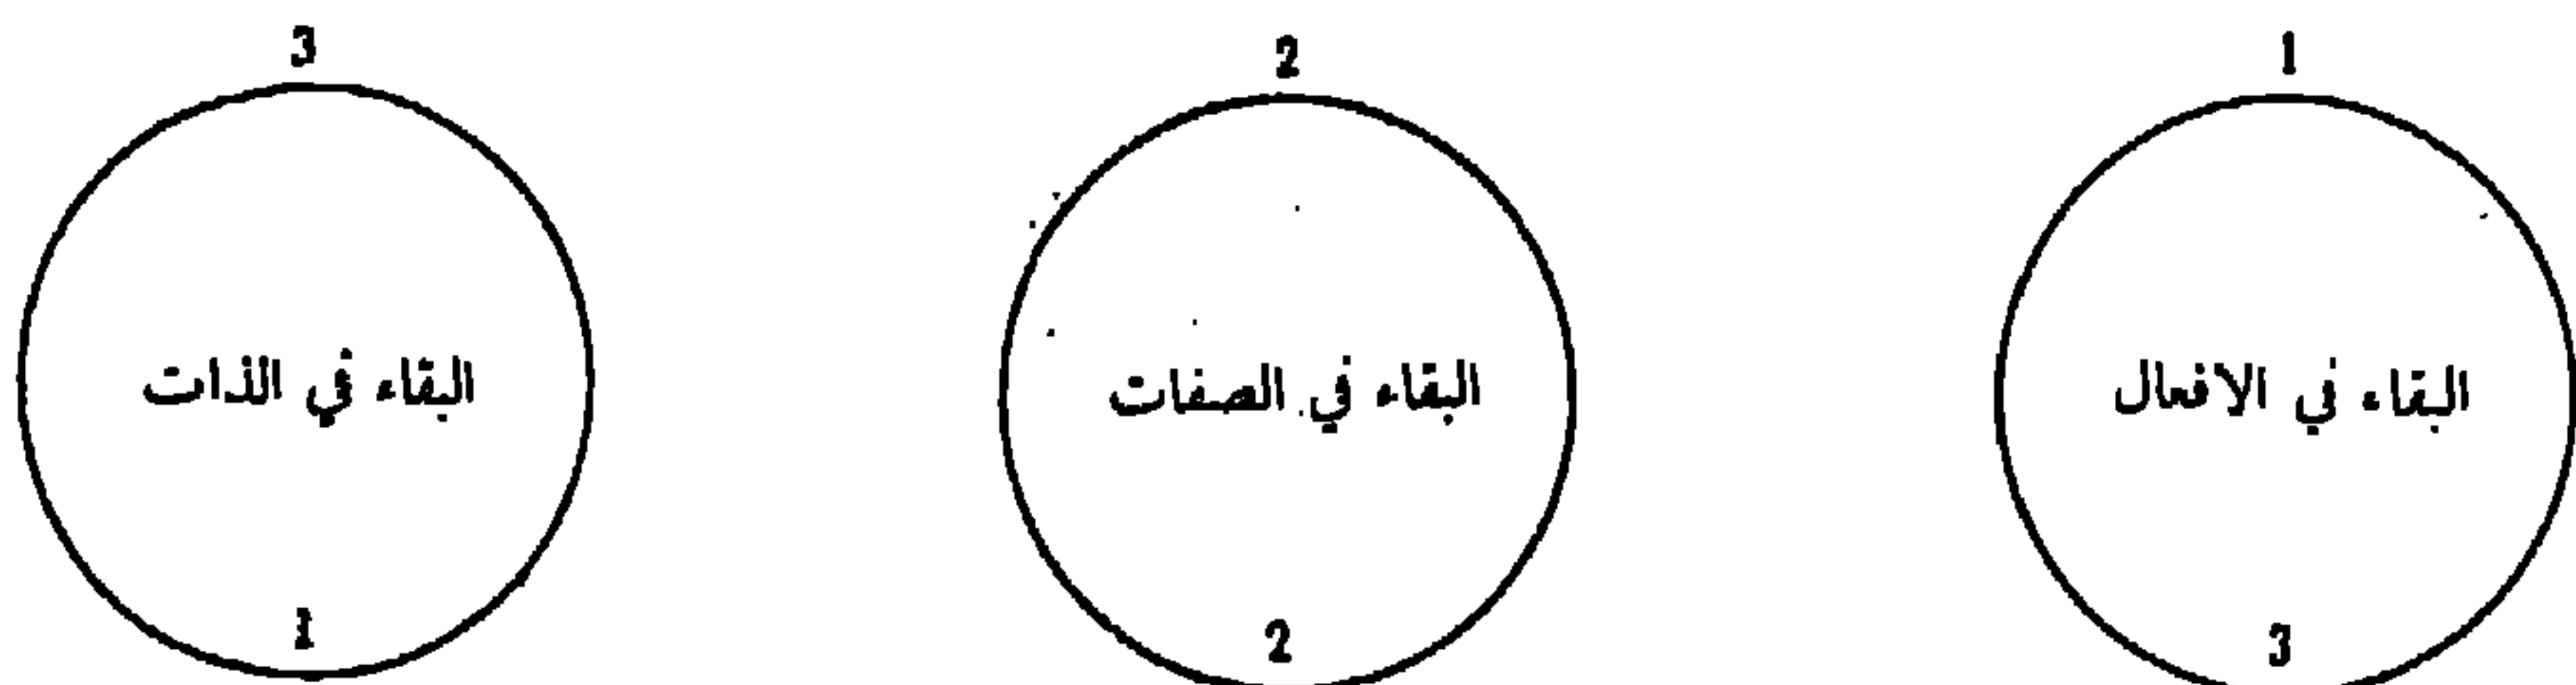 1 2 3
البقاء في الافعال
البقاء في الصفات
البقاء في الذات
3 2 1